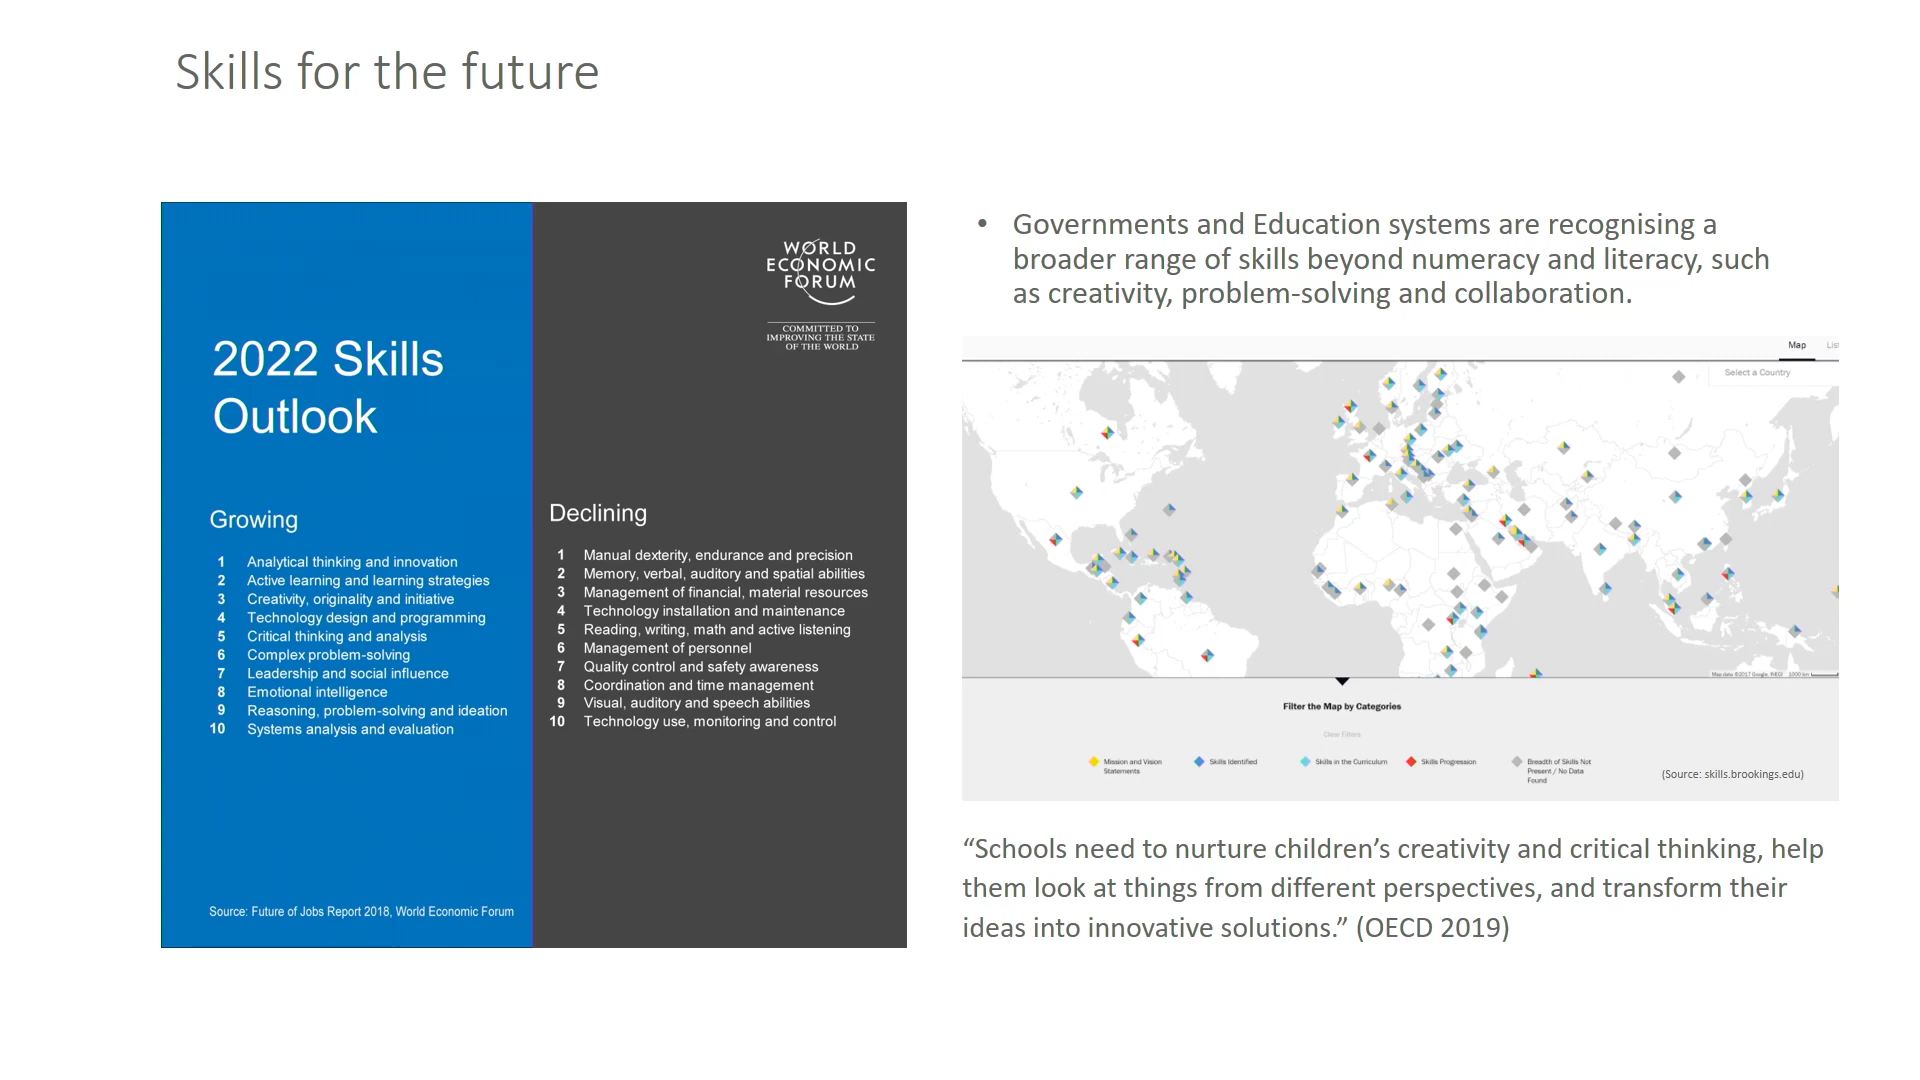 Skills for the future
WORLD
ECONOMIC
FORUM
COMMITTED TO
IMPROVING THE STATE
OF THE WORLD
2022 Skills
Outlook
Growing
1 Analytical thinking and innovation
2 Active learning and learning strategies
3 Creativity, originality and initiative
4 Technology design and programming
5 Critical thinking and analysis
6 Complex problem-solving
7 Leadership and social influence
8 Emotional intelligence
9 Reasoning, problem-solving and ideation
10 Systems analysis and evaluation
Declining
1 Manual dexterity, endurance and precision
2 Memory, verbal, auditory and spatial abilities
3 Management of financial, material resources
4 Technology installation and maintenance
5 Reading, writing, math and active listening
6 Management of personnel
7 Quality control and safety awareness
8 Coordination and time management
9 Visual, auditory and speech abilities
10 Technology use, monitoring and control
Source: Future of Jobs Report 2018, World Economic Forum
• Governments and Education systems are recognising a
broader range of skills beyond numeracy and literacy, such
as creativity, problem-solving and collaboration.
Map Lis
Select a Country
Map data ©2017 Google, INEGI 1000 km
Filter the Map by Categories
Clear Filters
Mission and Vision
Statements
Skills Identified
Skills in the Curriculum
Skills Progression
Breadth of Skills Not
Present / No Data
Found
(Source: skills.brookings.edu)
“Schools need to nurture children’s creativity and critical thinking, help
them look at things from different perspectives, and transform their
ideas into innovative solutions.” (OECD 2019)